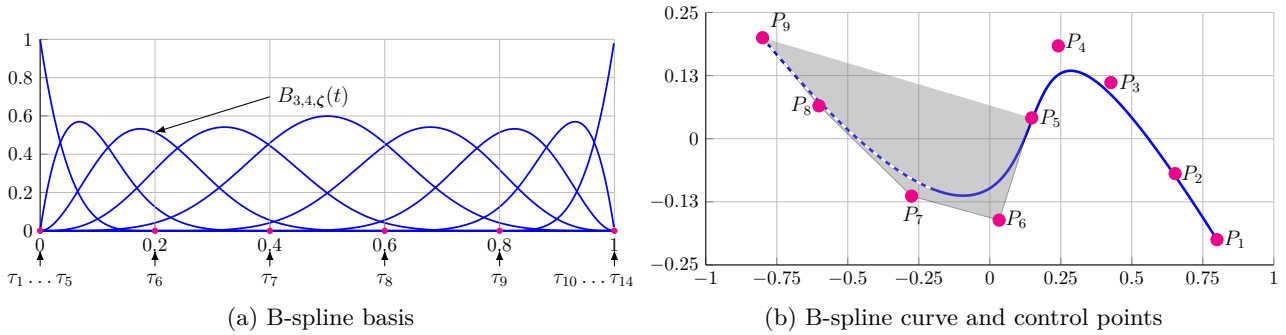 1
0.8
0.6
0.4
0.2
0
B₃,₄,ζ(t)
0 0.2 0.4 0.6 0.8 1
τ₁ … τ₅ τ₆ τ₇ τ₈ τ₉ τ₁₀ … τ₁₄
(a) B-spline basis
0.25
0.13
0
−0.13
−0.25
P₉
P₄
P₃
P₈
P₅
P₂
P₇
P₆
P₁
−1 −0.75 −0.5 −0.25 0 0.25 0.5 0.75 1
(b) B-spline curve and control points